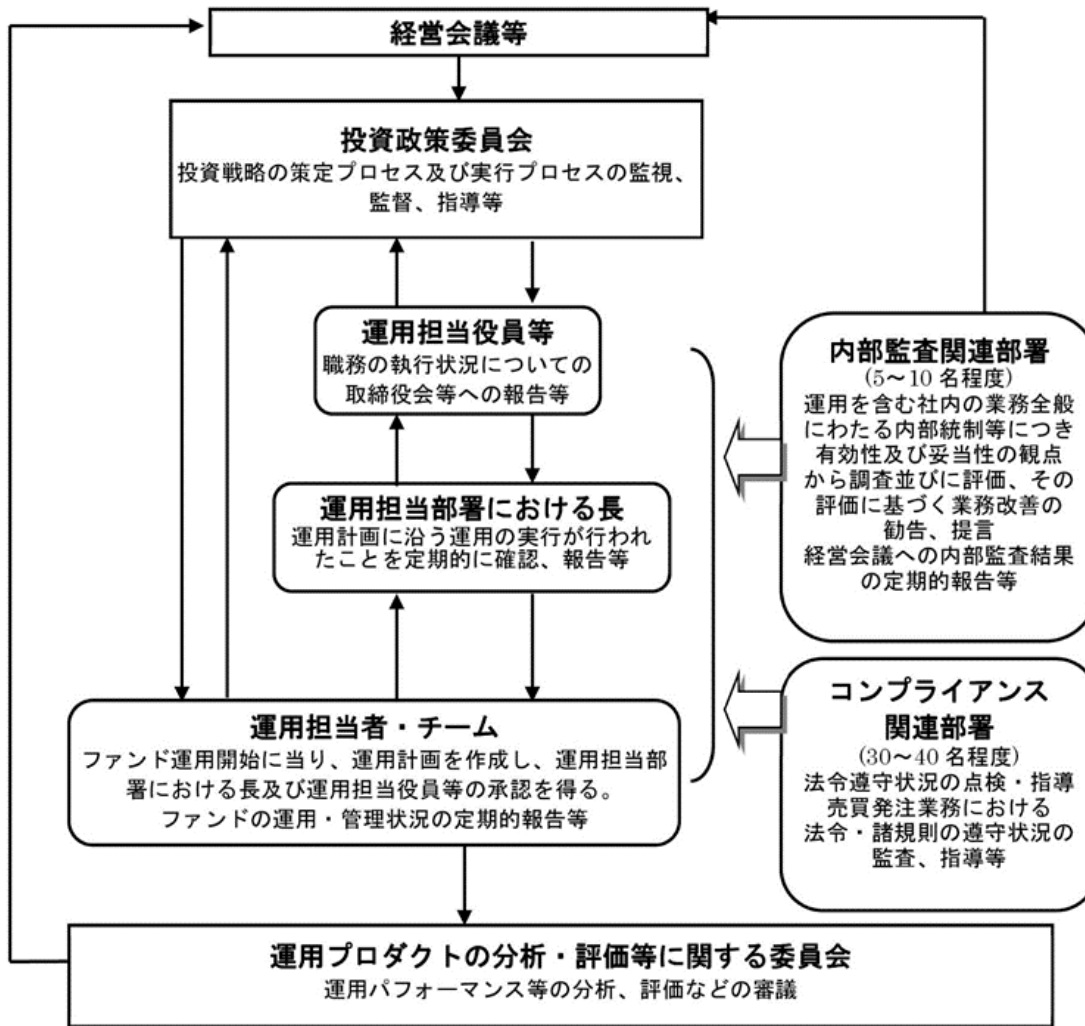 経営会議等
投資政策委員会
投資戦略の策定プロセス及び実行プロセスの監視、
監督、指導等
運用担当役員等
職務の執行状況についての
取締役会等への報告等
運用担当部署における長
運用計画に沿う運用の実行が行われ
たことを定期的に確認、報告等
運用担当者・チーム
ファンド運用開始に当り、運用計画を作成し、運用担当部
署における長及び運用担当役員等の承認を得る。
ファンドの運用・管理状況の定期的報告等
内部監査関連部署
(5～10 名程度)
運用を含む社内の業務全般
にわたる内部統制等につき
有効性及び妥当性の観点
から調査並びに評価、その
評価に基づく業務改善の
勧告、提言
経営会議への内部監査結果
の定期的報告等
コンプライアンス
関連部署
(30～40 名程度)
法令遵守状況の点検・指導
売買発注業務における
法令・諸規則の遵守状況の
監査、指導等
運用プロダクトの分析・評価等に関する委員会
運用パフォーマンス等の分析、評価などの審議